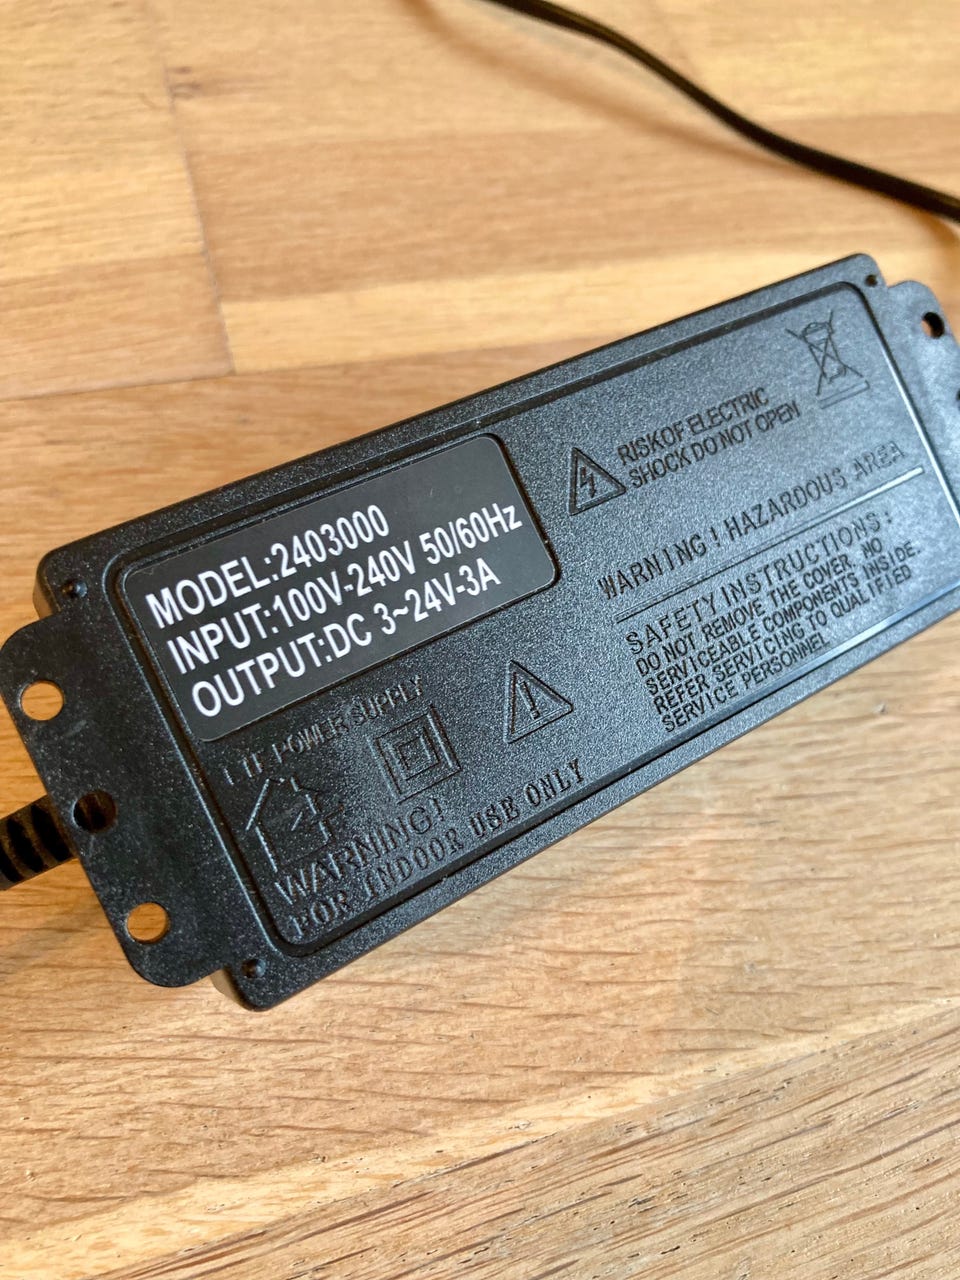 MODEL:2403000
INPUT:100V-240V 50/60Hz
OUTPUT:DC 3~24V-3A
POWER SUPPLY
WARNING!
FOR INDOOR USE ONLY
RISKOF ELECTRIC
SHOCK DO NOT OPEN
WARNING ! HAZARDOUS AREA
SAFETY INSTRUCTIONS:
DO NOT REMOVE THE COVER NO
SERVICEABLE COMPONENTS INSIDE.
REFER SERVICING TO QUALIFIED
SERVICE PERSONAEL